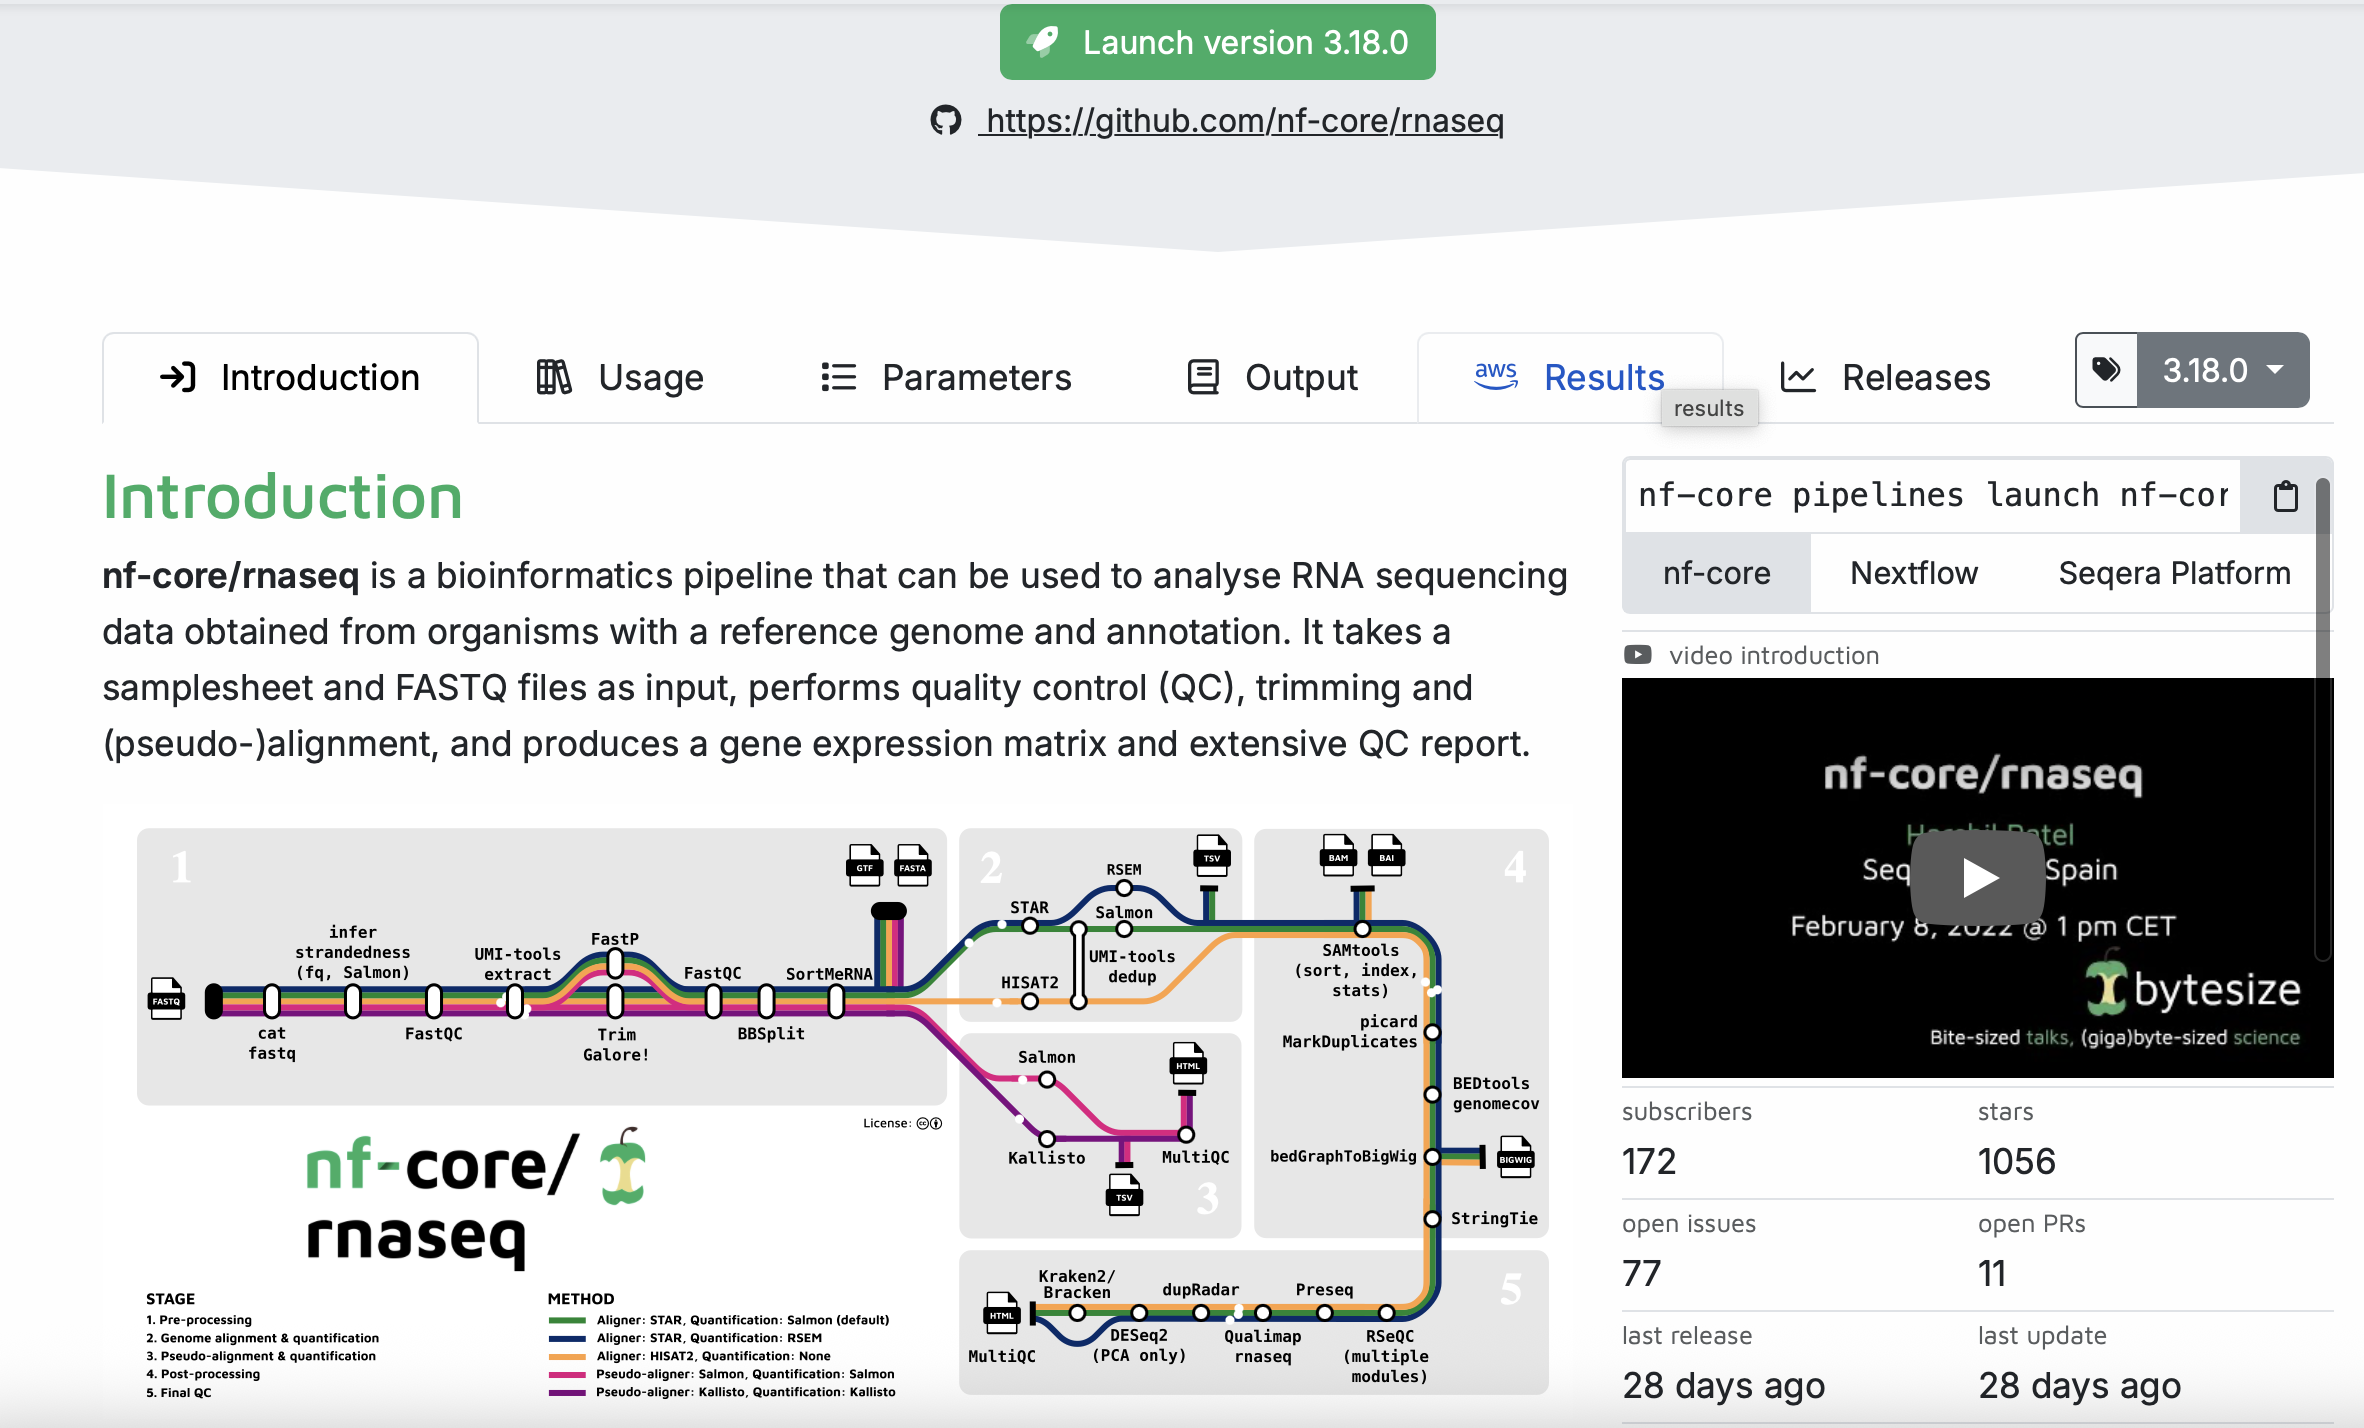 Launch version 3.18.0
https://github.com/nf-core/rnaseq
Introduction
Usage
Parameters
Output
aws
Results
results
Releases
3.18.0
Introduction
nf-core/rnaseq is a bioinformatics pipeline that can be used to analyse RNA sequencing
data obtained from organisms with a reference genome and annotation. It takes a
samplesheet and FASTQ files as input, performs quality control (QC), trimming and
(pseudo-)alignment, and produces a gene expression matrix and extensive QC report.
1
FASTQ
cat
fastq
infer
strandedness
(fq, Salmon)
FastQC
UMI-tools
extract
FastP
Trim
Galore!
FastQC
BBSplit
SortMeRNA
GTF
FASTA
2
STAR
RSEM
Salmon
TSV
HISAT2
UMI-tools
dedup
Salmon
HTML
Kallisto
MultiQC
TSV
3
BAM
BAI
4
SAMtools
(sort, index,
stats)
picard
MarkDuplicates
BEDtools
genomecov
bedGraphToBigWig
BIGWIG
StringTie
5
Kraken2/
Bracken
dupRadar
Preseq
HTML
MultiQC
DESeq2
(PCA only)
Qualimap
rnaseq
RSeQC
(multiple
modules)
License:
nf-core/
rnaseq
STAGE
1. Pre-processing
2. Genome alignment & quantification
3. Pseudo-alignment & quantification
4. Post-processing
5. Final QC
METHOD
Aligner: STAR, Quantification: Salmon (default)
Aligner: STAR, Quantification: RSEM
Aligner: HISAT2, Quantification: None
Pseudo-aligner: Salmon, Quantification: Salmon
Pseudo-aligner: Kallisto, Quantification: Kallisto
nf-core pipelines launch nf-cor
nf-core
Nextflow
Seqera Platform
video introduction
nf-core/rnaseq
Spain
February 8, 2022 @ 1 pm CET
bytesize
Bite-sized talks, (giga)byte-sized science
subscribers
stars
172
1056
open issues
open PRs
77
11
last release
last update
28 days ago
28 days ago